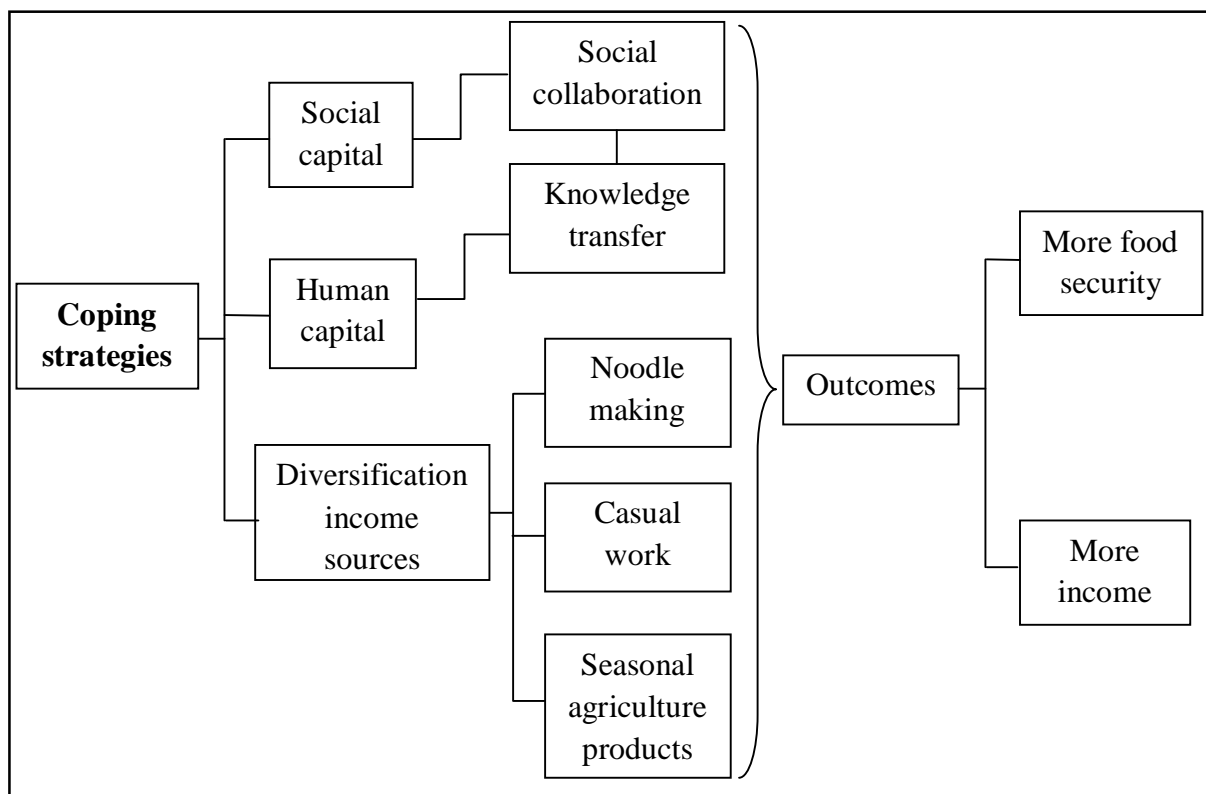 Social
collaboration
Social
capital
Knowledge
transfer
More food
security
Human
capital
Coping
strategies
Noodle
making
Outcomes
Diversification
income
sources
Casual
work
More
income
Seasonal
agriculture
products